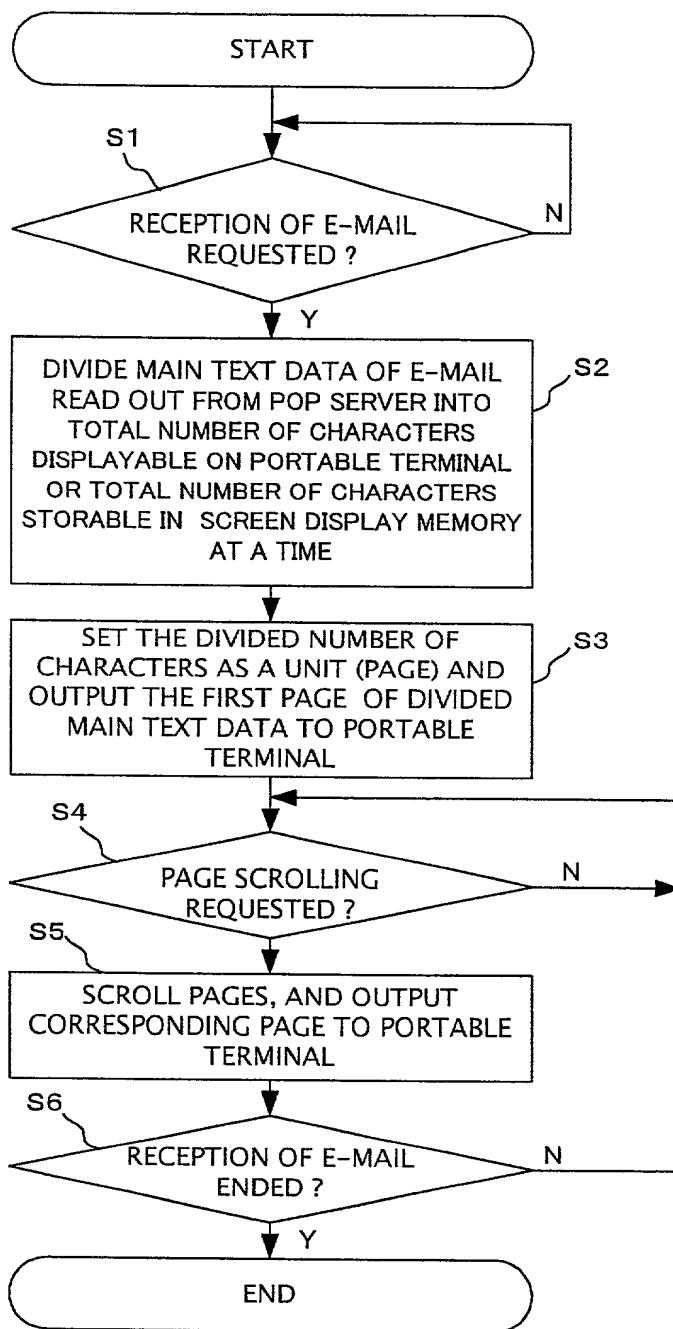 START
S1
RECEPTION OF E-MAIL
REQUESTED ?
N
Y
S2
DIVIDE MAIN TEXT DATA OF E-MAIL
READ OUT FROM POP SERVER INTO
TOTAL NUMBER OF CHARACTERS
DISPLAYABLE ON PORTABLE TERMINAL
OR TOTAL NUMBER OF CHARACTERS
STORABLE IN SCREEN DISPLAY MEMORY
AT A TIME
S3
SET THE DIVIDED NUMBER OF
CHARACTERS AS A UNIT (PAGE) AND
OUTPUT THE FIRST PAGE OF DIVIDED
MAIN TEXT DATA TO PORTABLE
TERMINAL
S4
PAGE SCROLLING
REQUESTED ?
N
S5
SCROLL PAGES, AND OUTPUT
CORRESPONDING PAGE TO PORTABLE
TERMINAL
S6
RECEPTION OF E-MAIL
ENDED ?
N
Y
END